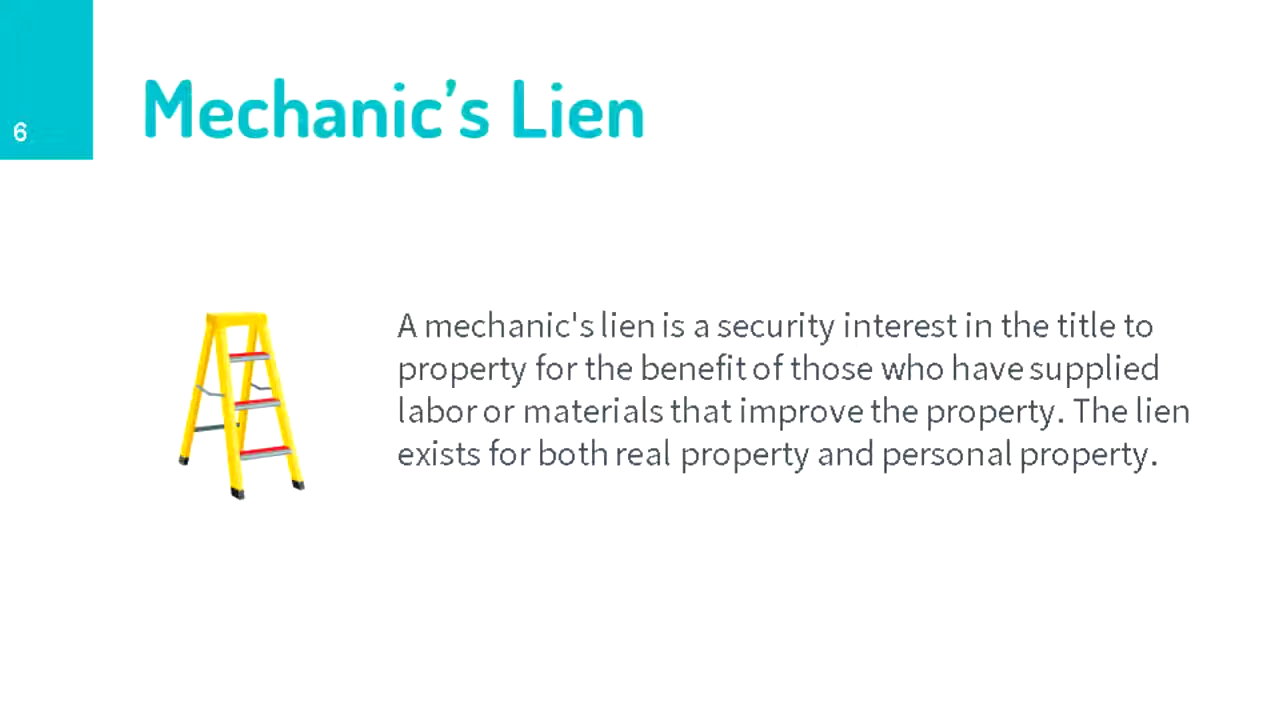 6
Mechanic’s Lien
A mechanic's lien is a security interest in the title to
property for the benefit of those who have supplied
labor or materials that improve the property. The lien
exists for both real property and personal property.